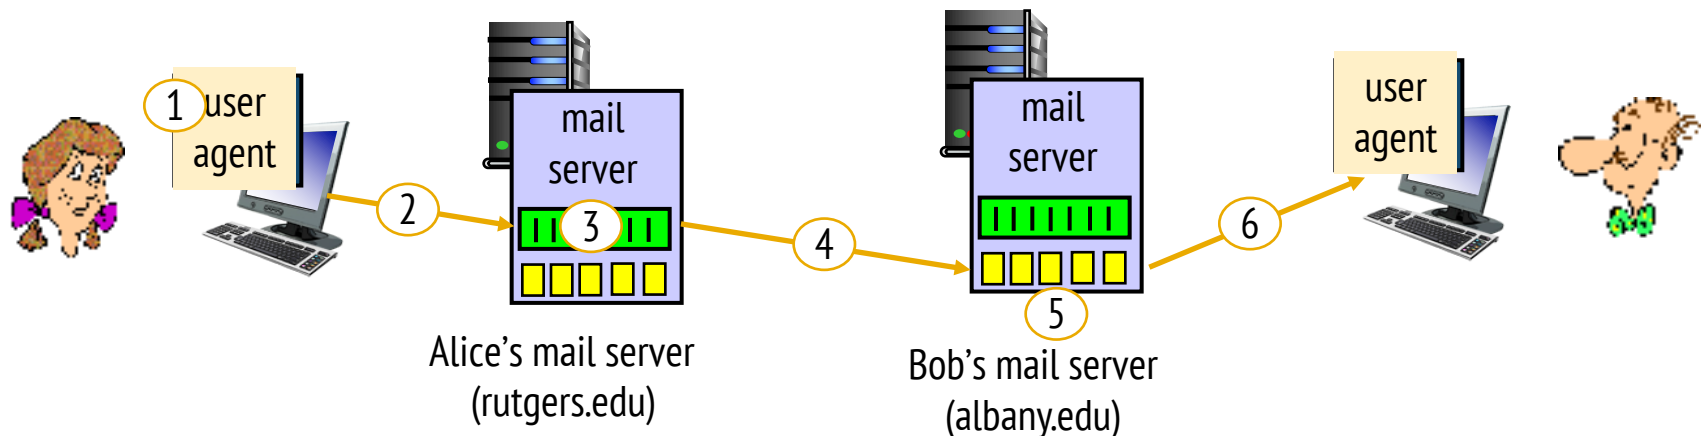 1
user
agent
2
mail
server
3
Alice's mail server
(rutgers.edu)
4
mail
server
5
Bob's mail server
(albany.edu)
6
user
agent